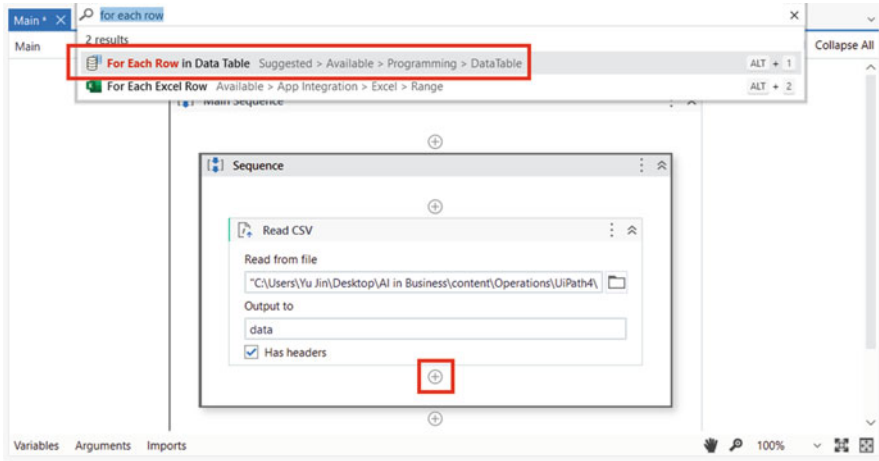 Main *
for each row
2 results
Main
Collapse All
For Each Row in Data Table Suggested > Available > Programming > DataTable ALT + 1
For Each Excel Row Available > App Integration > Excel > Range ALT + 2
Main Sequence
Sequence
Read CSV
Read from file
"C:\Users\Yu Jin\Desktop\AI in Business\content\Operations\UiPath4\
Output to
data
Has headers
Variables Arguments Imports 100%